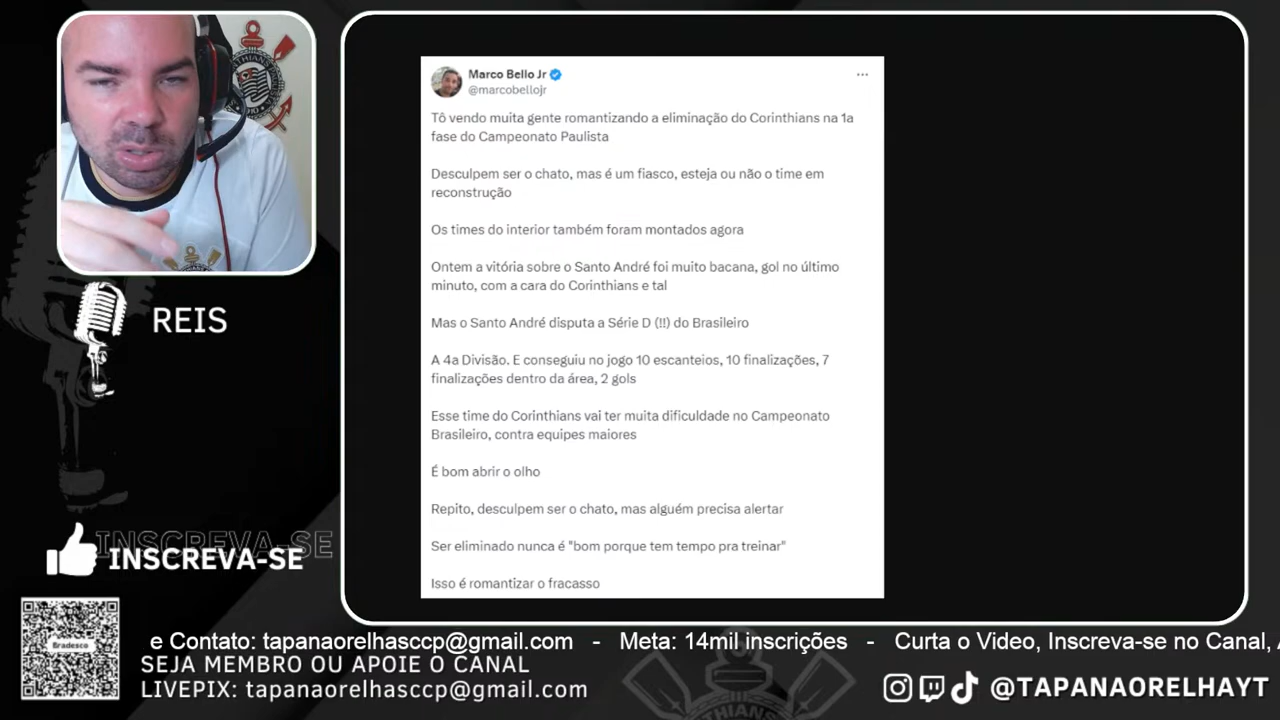 Marco Bello Jr
@marcobellojr
Tô vendo muita gente romantizando a eliminação do Corinthians na 1a
fase do Campeonato Paulista
Desculpem ser o chato, mas é um fiasco, esteja ou não o time em
reconstrução
Os times do interior também foram montados agora
Ontem a vitória sobre o Santo André foi muito bacana, gol no último
minuto, com a cara do Corinthians e tal
Mas o Santo André disputa a Série D (!!) do Brasileiro
A 4a Divisão. E conseguiu no jogo 10 escanteios, 10 finalizações, 7
finalizações dentro da área, 2 gols
Esse time do Corinthians vai ter muita dificuldade no Campeonato
Brasileiro, contra equipes maiores
É bom abrir o olho
Repito, desculpem ser o chato, mas alguém precisa alertar
Ser eliminado nunca é "bom porque tem tempo pra treinar"
Isso é romantizar o fracasso
REIS
INSCREVA-SE
INSCREVA-SE
Bradesco
e Contato: tapanaorelhasccp@gmail.com - Meta: 14mil inscrições - Curta o Video, Inscreva-se no Canal,
SEJA MEMBRO OU APOIE O CANAL
LIVEPIX: tapanaorelhasccp@gmail.com
@TAPANAORELHAYT